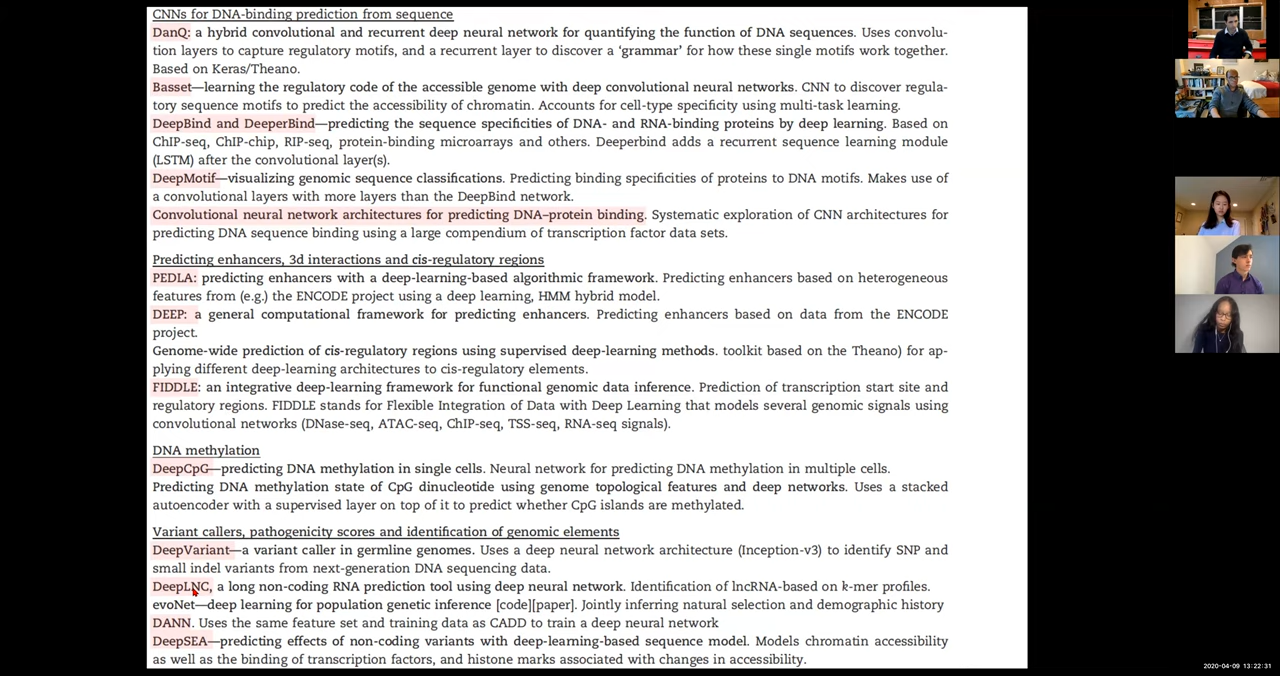 CNNs for DNA-binding prediction from sequence
DanQ: a hybrid convolutional and recurrent deep neural network for quantifying the function of DNA sequences. Uses convolu-
tion layers to capture regulatory motifs, and a recurrent layer to discover a ‘grammar’ for how these single motifs work together.
Based on Keras/Theano.
Basset—learning the regulatory code of the accessible genome with deep convolutional neural networks. CNN to discover regula-
tory sequence motifs to predict the accessibility of chromatin. Accounts for cell-type specificity using multi-task learning.
DeepBind and DeeperBind—predicting the sequence specificities of DNA- and RNA-binding proteins by deep learning. Based on
ChIP-seq, ChIP-chip, RIP-seq, protein-binding microarrays and others. Deeperbind adds a recurrent sequence learning module
(LSTM) after the convolutional layer(s).
DeepMotif—visualizing genomic sequence classifications. Predicting binding specificities of proteins to DNA motifs. Makes use of
a convolutional layers with more layers than the DeepBind network.
Convolutional neural network architectures for predicting DNA–protein binding. Systematic exploration of CNN architectures for
predicting DNA sequence binding using a large compendium of transcription factor data sets.
Predicting enhancers, 3d interactions and cis-regulatory regions
PEDLA: predicting enhancers with a deep-learning-based algorithmic framework. Predicting enhancers based on heterogeneous
features from (e.g.) the ENCODE project using a deep learning, HMM hybrid model.
DEEP: a general computational framework for predicting enhancers. Predicting enhancers based on data from the ENCODE
project.
Genome-wide prediction of cis-regulatory regions using supervised deep-learning methods. toolkit based on the Theano) for ap-
plying different deep-learning architectures to cis-regulatory elements.
FIDDLE: an integrative deep-learning framework for functional genomic data inference. Prediction of transcription start site and
regulatory regions. FIDDLE stands for Flexible Integration of Data with Deep Learning that models several genomic signals using
convolutional networks (DNase-seq, ATAC-seq, ChIP-seq, TSS-seq, RNA-seq signals).
DNA methylation
DeepCpG—predicting DNA methylation in single cells. Neural network for predicting DNA methylation in multiple cells.
Predicting DNA methylation state of CpG dinucleotide using genome topological features and deep networks. Uses a stacked
autoencoder with a supervised layer on top of it to predict whether CpG islands are methylated.
Variant callers, pathogenicity scores and identification of genomic elements
DeepVariant—a variant caller in germline genomes. Uses a deep neural network architecture (Inception-v3) to identify SNP and
small indel variants from next-generation DNA sequencing data.
DeepLNC, a long non-coding RNA prediction tool using deep neural network. Identification of lncRNA-based on k-mer profiles.
evoNet—deep learning for population genetic inference [code][paper]. Jointly inferring natural selection and demographic history
DANN. Uses the same feature set and training data as CADD to train a deep neural network
DeepSEA—predicting effects of non-coding variants with deep-learning-based sequence model. Models chromatin accessibility
as well as the binding of transcription factors, and histone marks associated with changes in accessibility.
2020-04-09 13:22:31